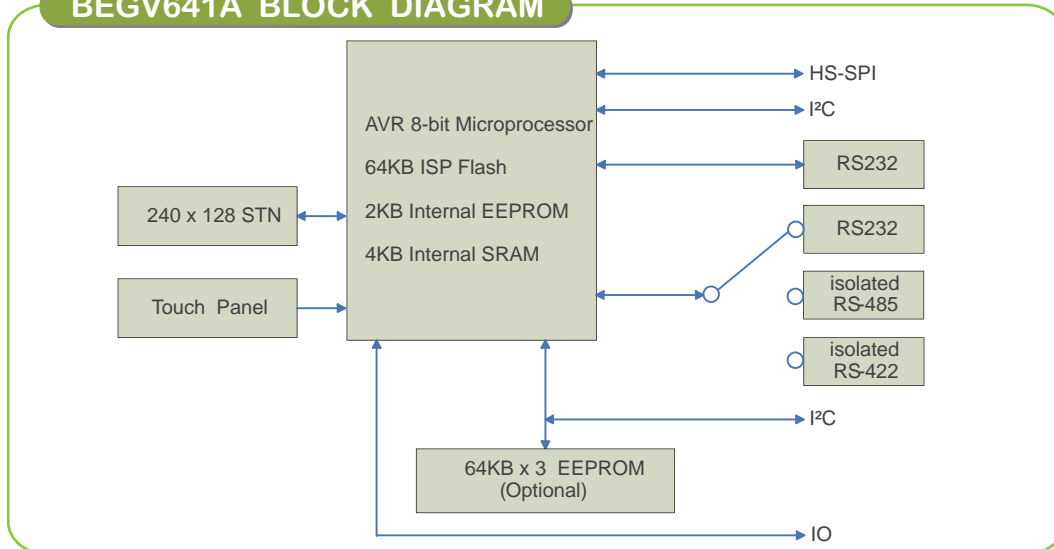 BEGV641A BLOCK DIAGRAM
HS-SPI
I²C
AVR 8-bit Microprocessor
64KB ISP Flash
2KB Internal EEPROM
4KB Internal SRAM
RS232
240 x 128 STN
RS232
Touch Panel
isolated
RS-485
isolated
RS-422
I²C
64KB x 3 EEPROM
(Optional)
IO